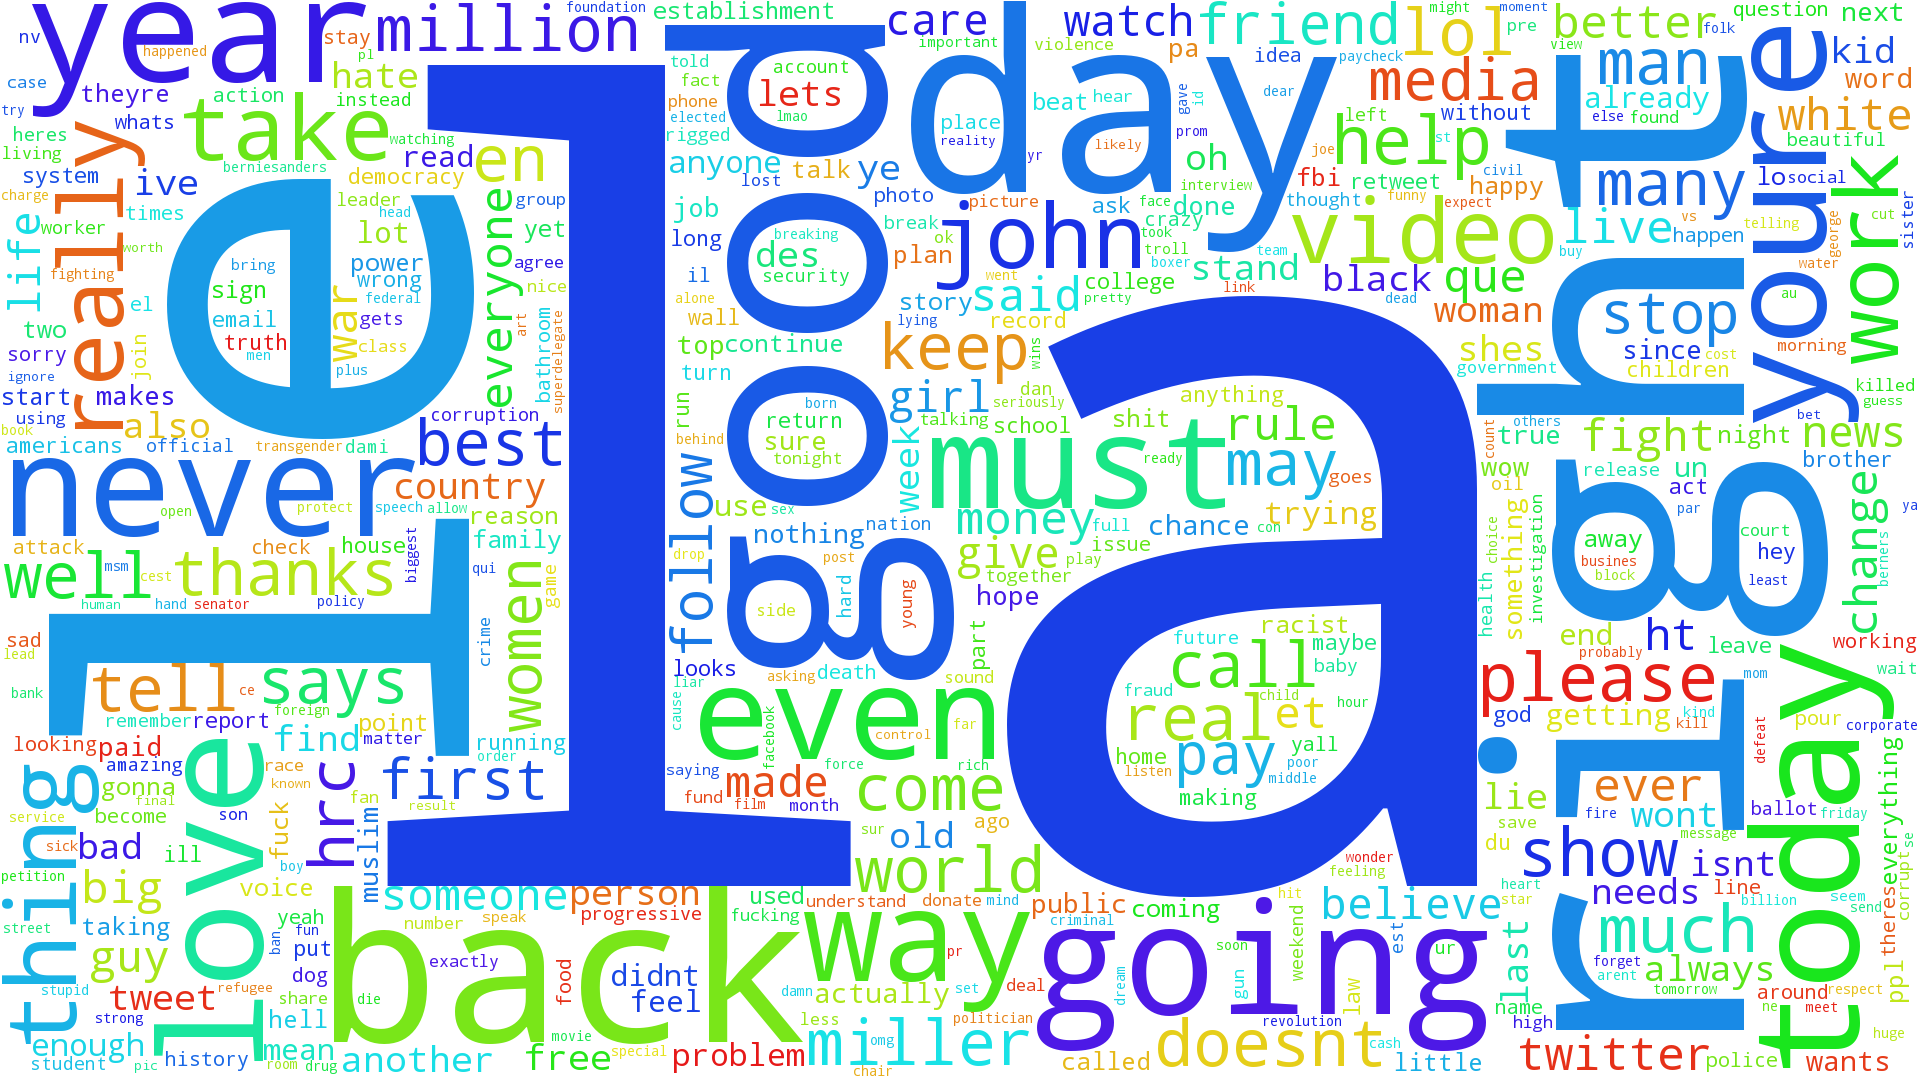 la
le
good
day
right
year
never
back
going
today
love
thing
youre
must
even
way
john
video
take
really
million
establishment
care
watch
friend
lol
better
question
next
foundation
might
moment
pre
folk
view
nv
happened
stay
pl
hate
told
fact
account
lets
important
violence
pa
idea
paycheck
man
kid
word
case
theyre
action
instead
try
whats
heres
living
watching
phone
elected
rigged
lmao
beat
hear
gave
id
dear
media
without
already
else
found
white
beautiful
system
ive
berniesanders
read
en
democracy
anyone
talk
ye
lost
place
reality
yr
prom
likely
oh
fbi
left
help
st
joe
retweet
civil
happy
many
lo
social
work
charge
times
leader
head
group
job
photo
picture
ask
interview
face
done
thought
funny
expect
life
worker
worth
lot
everyone
yet
long
breaking
break
ok
crazy
took
troll
team
live
vs
happen
telling
george
cut
sister
fighting
bring
power
wrong
agree
il
des
security
plan
boxer
stand
black
que
buy
water
el
sign
email
truth
men
war
federal
gets
class
nice
alone
wall
story
went
said
college
pretty
link
dead
woman
stop
au
two
sorry
ignore
join
plus
art
bathroom
superdelegate
top
continue
lying
record
keep
wins
shes
since
government
children
cost
morning
start
makes
using
book
also
corruption
turn
run
born
girl
dan
seriously
anything
killed
guess
bet
americans
official
transgender
dami
best
behind
return
sure
tonight
talking
school
shit
rule
count
others
true
fight
night
news
brother
open
protect
speech
allow
country
follow
week
ready
may
goes
wow
oil
release
un
act
par
ya
reason
use
sex
nation
nothing
money
full
chance
con
trying
choice
something
investigation
away
court
hey
change
attack
check
house
biggest
family
well
msm
cest
thanks
qui
game
drop
post
hard
give
issue
play
together
busines
block
least
berners
human
hand
senator
policy
women
side
young
hope
health
sad
lead
crime
looks
part
future
racist
maybe
end
ht
leave
working
bank
tell
ce
says
asking
death
liar
cause
sound
call
baby
probably
please
mom
wait
remember
report
foreign
point
matter
running
order
facebook
control
far
fraud
child
hour
real
et
god
getting
kind
kill
defeat
pour
corporate
looking
paid
amazing
find
race
known
hrc
first
saying
force
rich
home
listen
pay
yall
poor
middle
gonna
final
become
service
son
fan
result
fund
made
film
month
come
making
lie
ever
fire
wont
ballot
friday
everything
sick
bad
ill
fuck
boy
muslim
sur
old
ago
save
du
message
show
isnt
se
petition
big
voice
someone
person
progressive
world
used
fucking
understand
donate
mind
wonder
feeling
heart
star
needs
line
billion
seem
send
corrupt
street
taking
yeah
fun
ban
put
number
speak
public
criminal
coming
hit
believe
much
theres
guy
dog
exactly
food
didnt
feel
pr
soon
weekend
est
ur
last
forget
arent
always
ppl
stupid
tweet
refugee
share
die
damn
actually
set
deal
dream
gun
law
tomorrow
around
respect
strong
hell
less
politician
revolution
name
high
ne
meet
huge
enough
history
mean
another
movie
free
special
problem
miller
omg
chair
called
doesnt
cash
little
twitter
police
wants
student
pic
room
drug